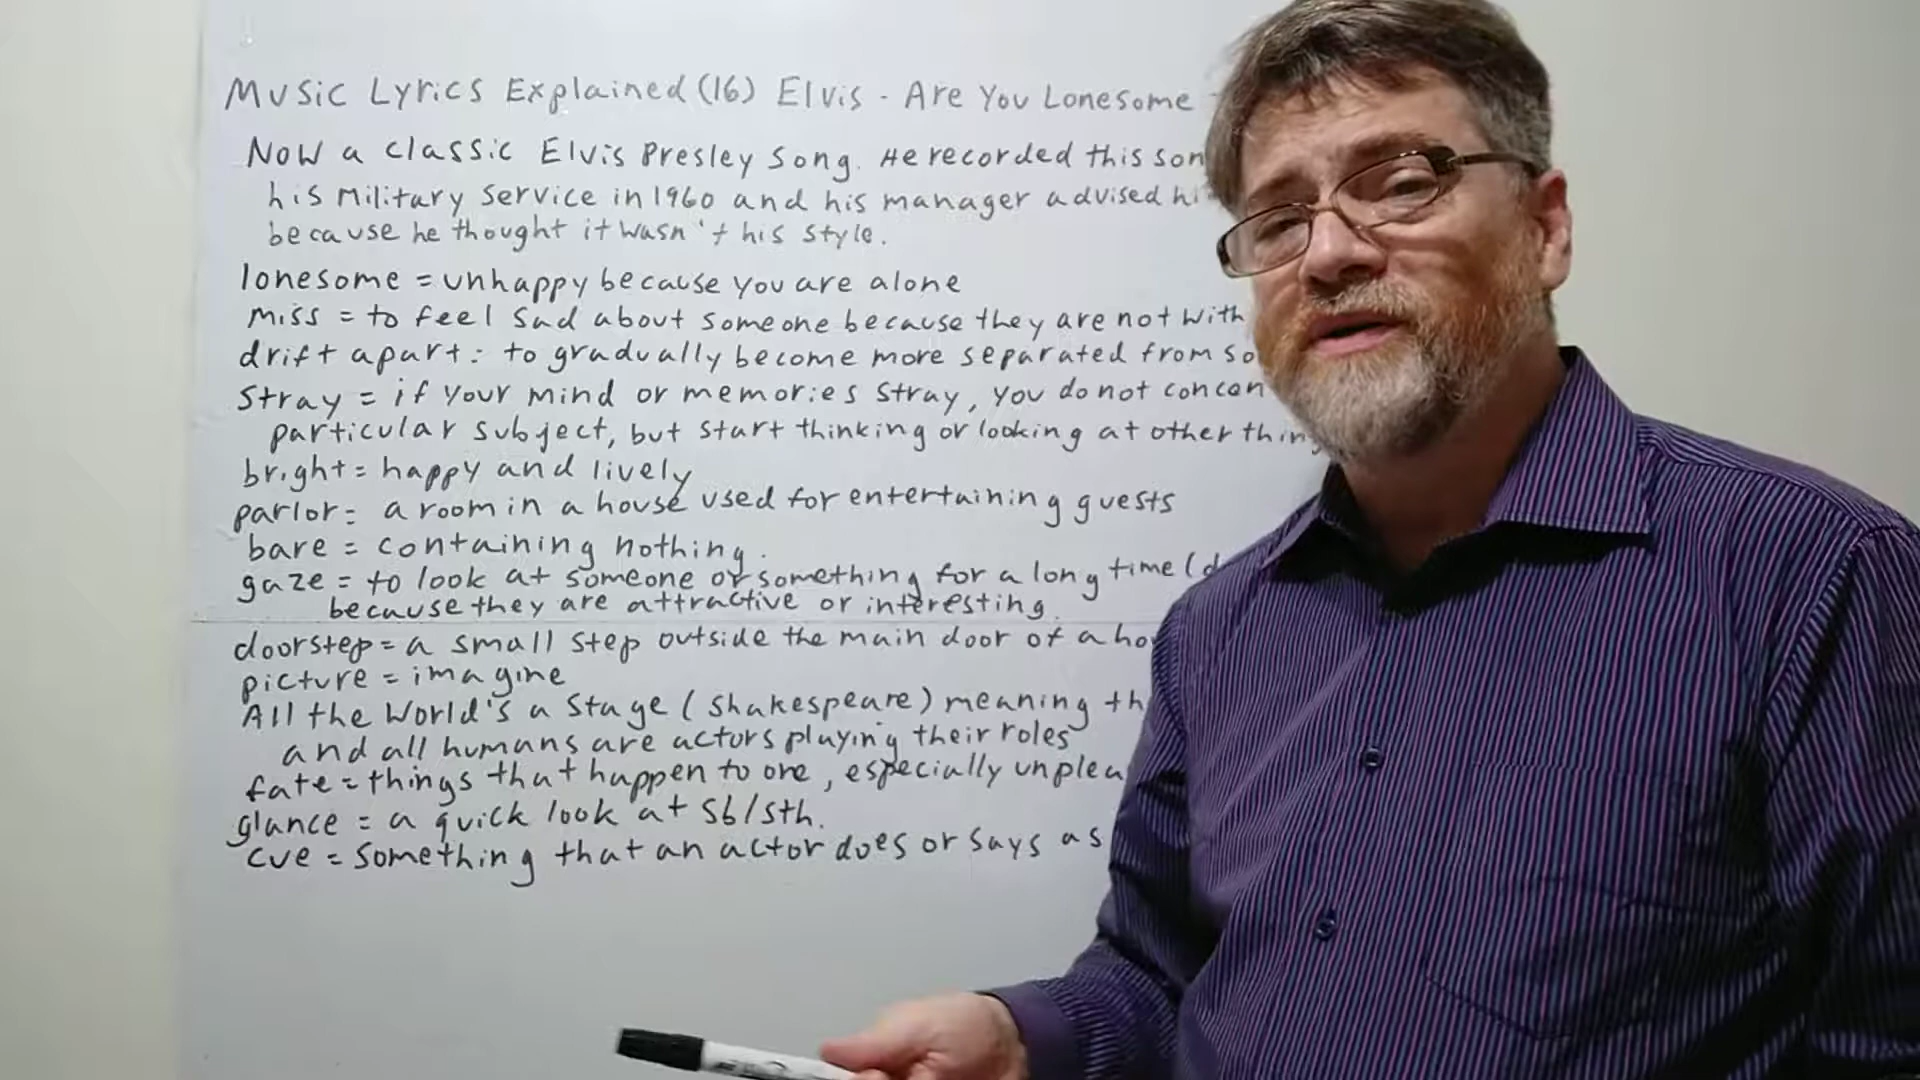 Music Lyrics Explained (16) Elvis - Are You Lonesome
Now a classic Elvis Presley song. He recorded this son
his military service in 1960 and his manager advised hi
because he thought it wasn't his style.
lonesome = unhappy because you are alone
miss = to feel sad about someone because they are not with
drift apart: to gradually become more separated from so
stray = if your mind or memories stray, you do not concen
particular subject, but start thinking or looking at other thin
bright = happy and lively
parlor = a room in a house used for entertaining guests
bare = containing nothing.
gaze = to look at someone or something for a long time (d
because they are attractive or interesting.
doorstep = a small step outside the main door of a ho
picture = imagine
All the World's a Stage (Shakespeare) meaning th
and all humans are actors playing their roles
fate = things that happen to one, especially unplea
glance = a quick look at sb/sth.
cue = something that an actor does or says as